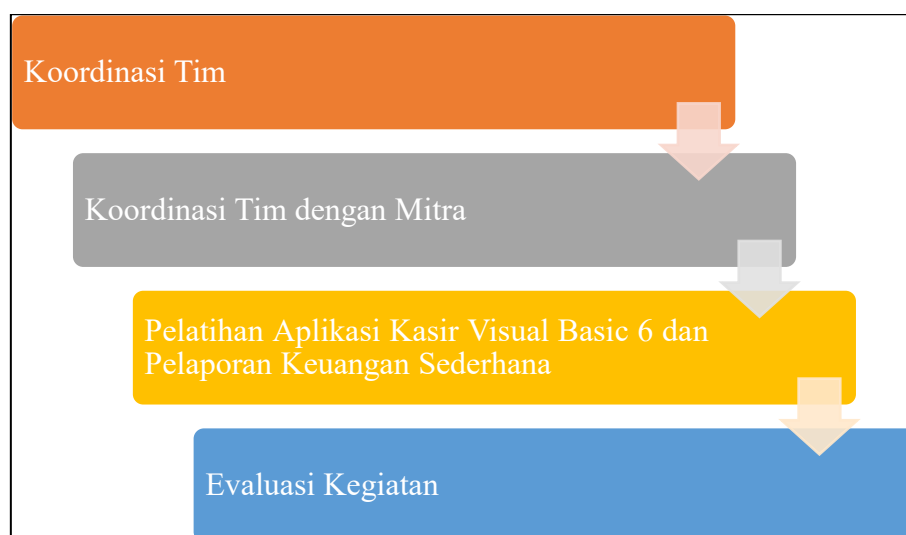 Koordinasi Tim
Koordinasi Tim dengan Mitra
Pelatihan Aplikasi Kasir Visual Basic 6 dan
Pelaporan Keuangan Sederhana
Evaluasi Kegiatan